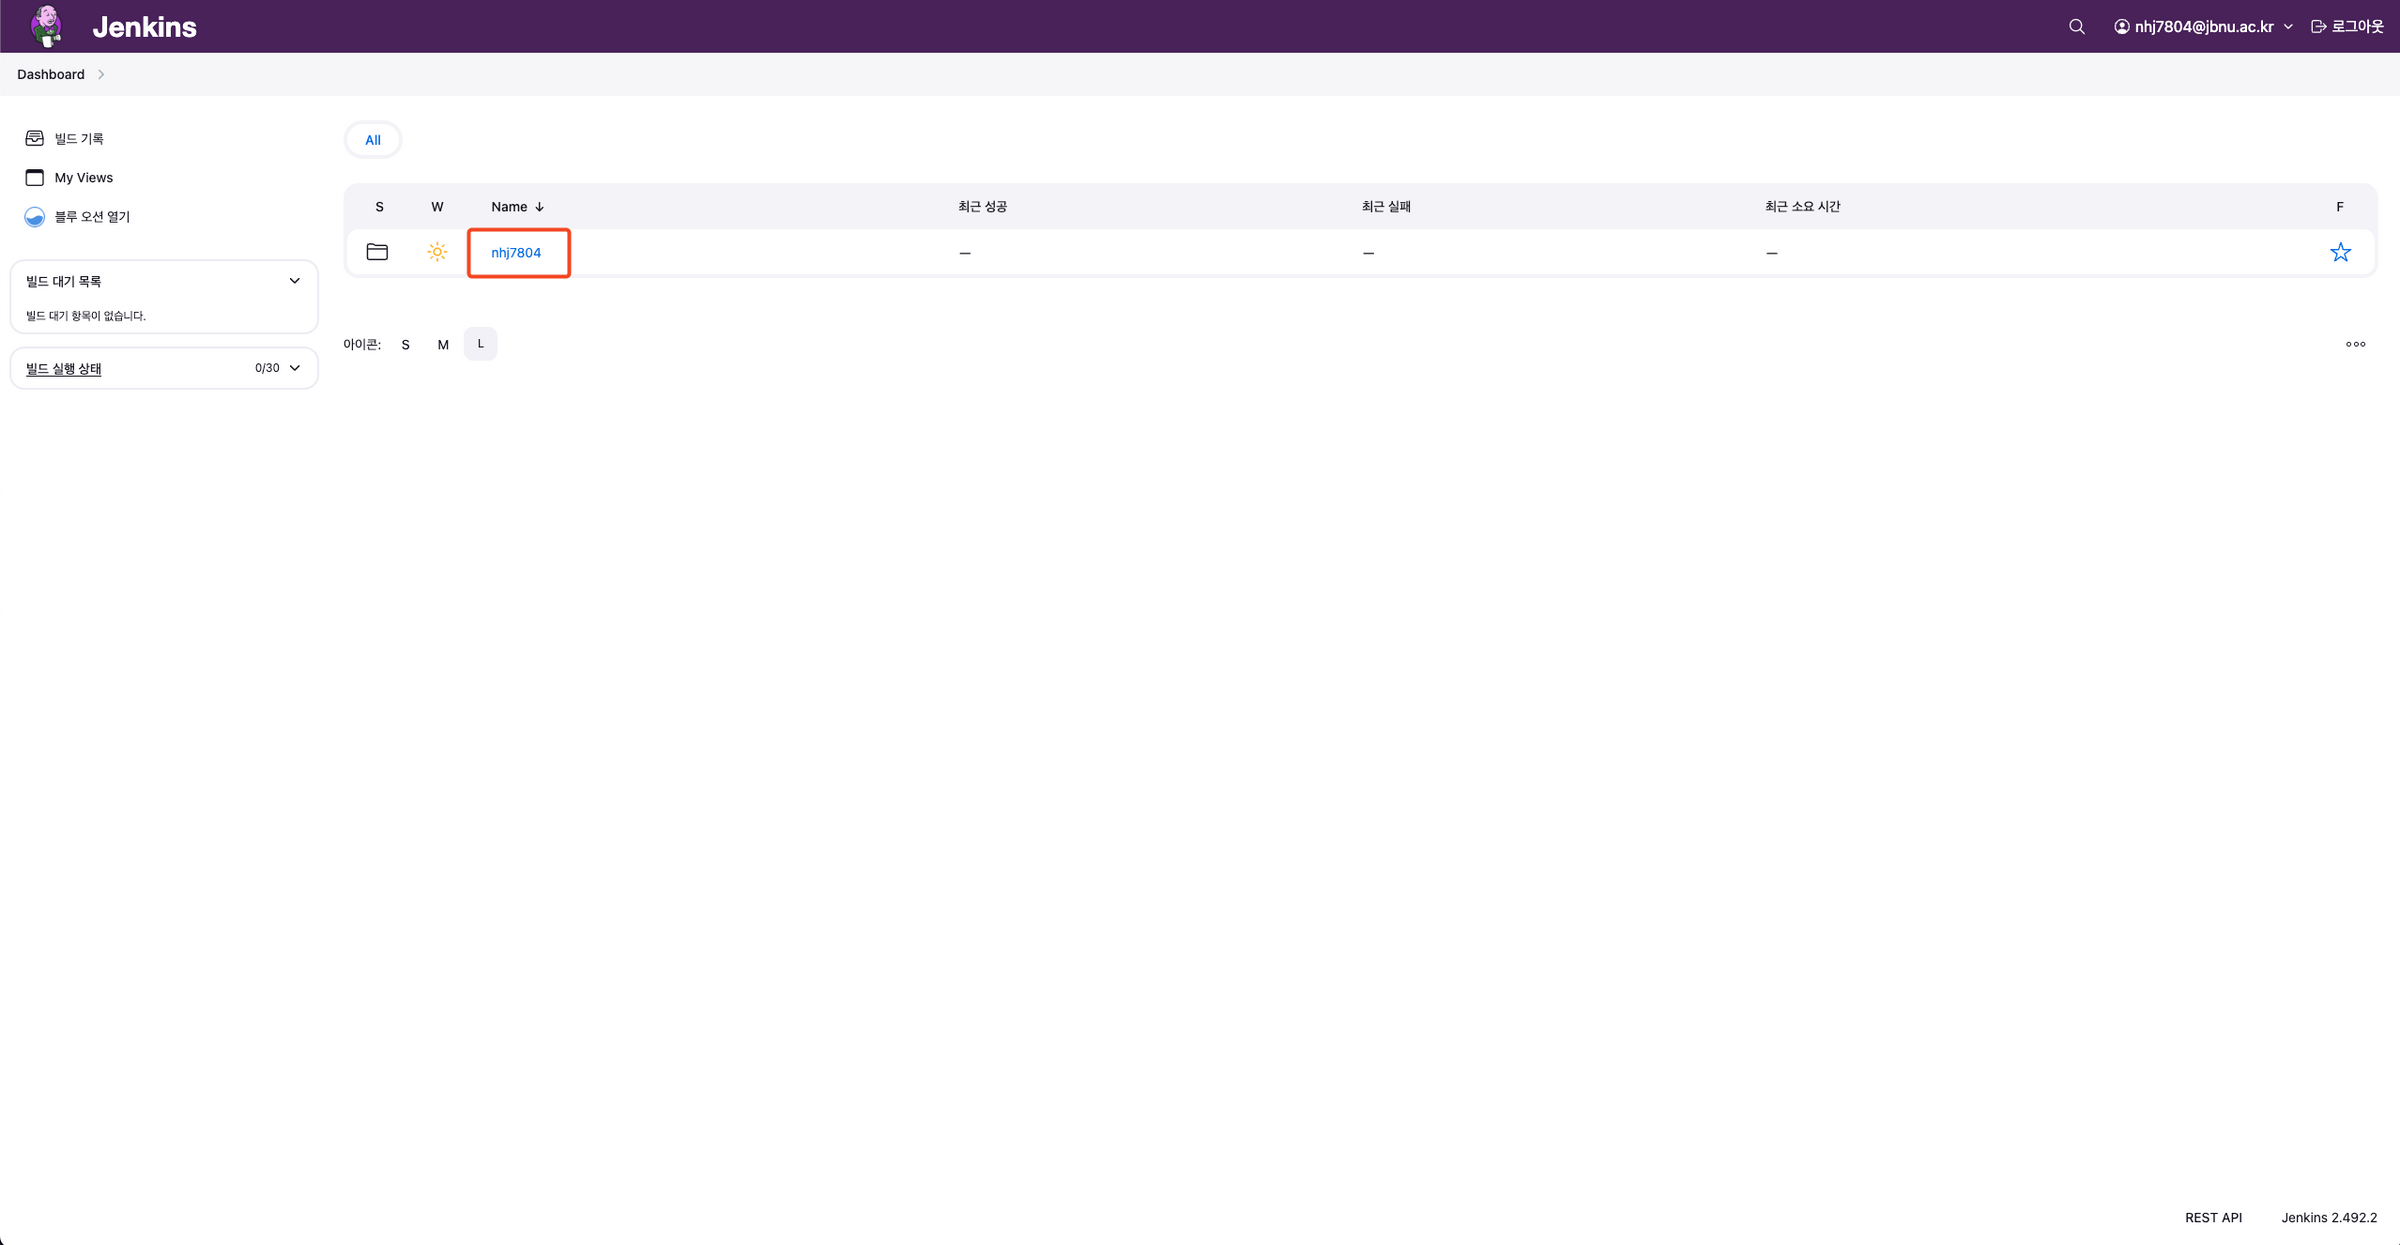 Jenkins
nhj7804@jbnu.ac.kr
로그아웃
Dashboard
빌드 기록
My Views
블루 오션 열기
빌드 대기 목록
빌드 대기 항목이 없습니다.
빌드 실행 상태 0/30
All
S W Name ↓ 최근 성공 최근 실패 최근 소요 시간 F
nhj7804 — — —
아이콘: S M L
REST API Jenkins 2.492.2